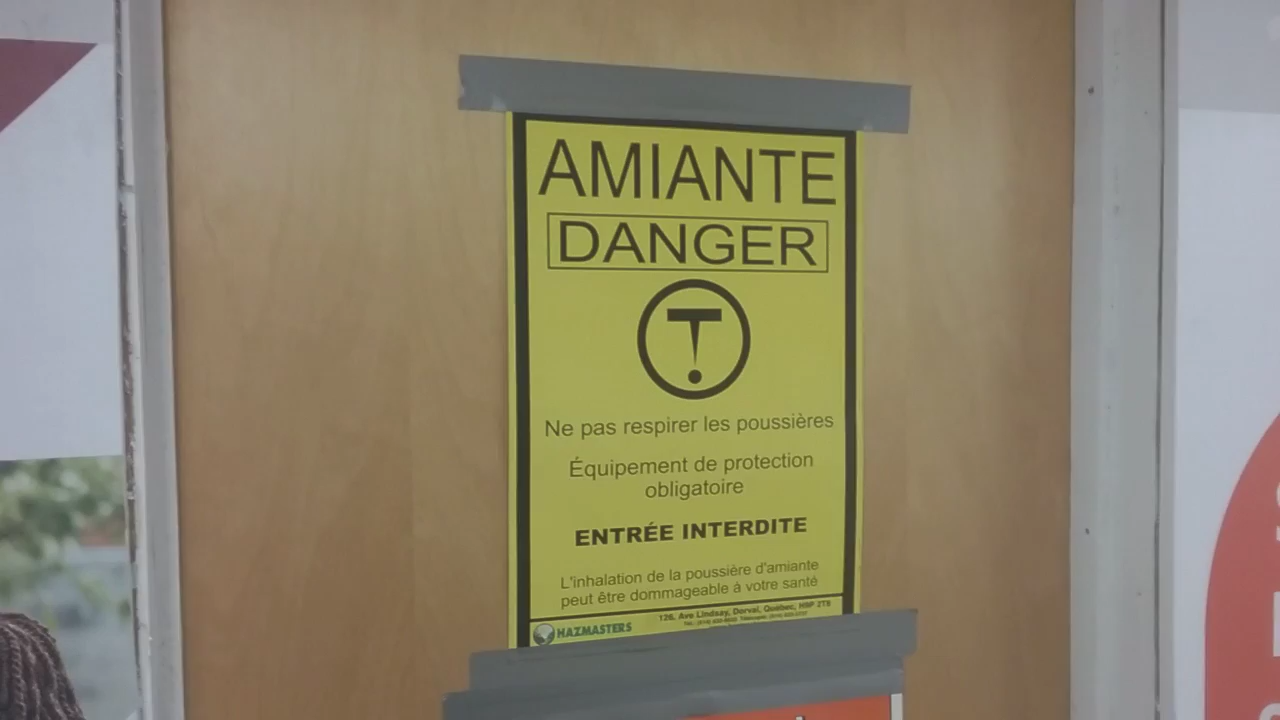 AMIANTE
DANGER
Ne pas respirer les poussières
Équipement de protection
obligatoire
ENTRÉE INTERDITE
L'inhalation de la poussière d'amiante
peut être dommageable à votre santé
HAZMASTERS
126, Ave Lindsay, Dorval, Québec, H9P 2T8